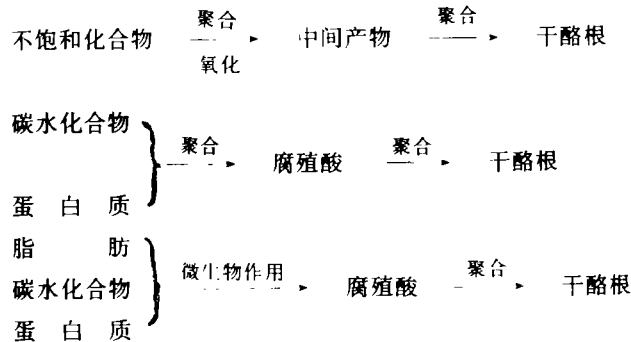 不饱和化合物 聚合 氧化 中间产物 聚合 干酪根
碳水化合物
聚合 腐殖酸 聚合 干酪根
蛋白质
脂肪
碳水化合物 微生物作用 腐殖酸 聚合 干酪根
蛋白质